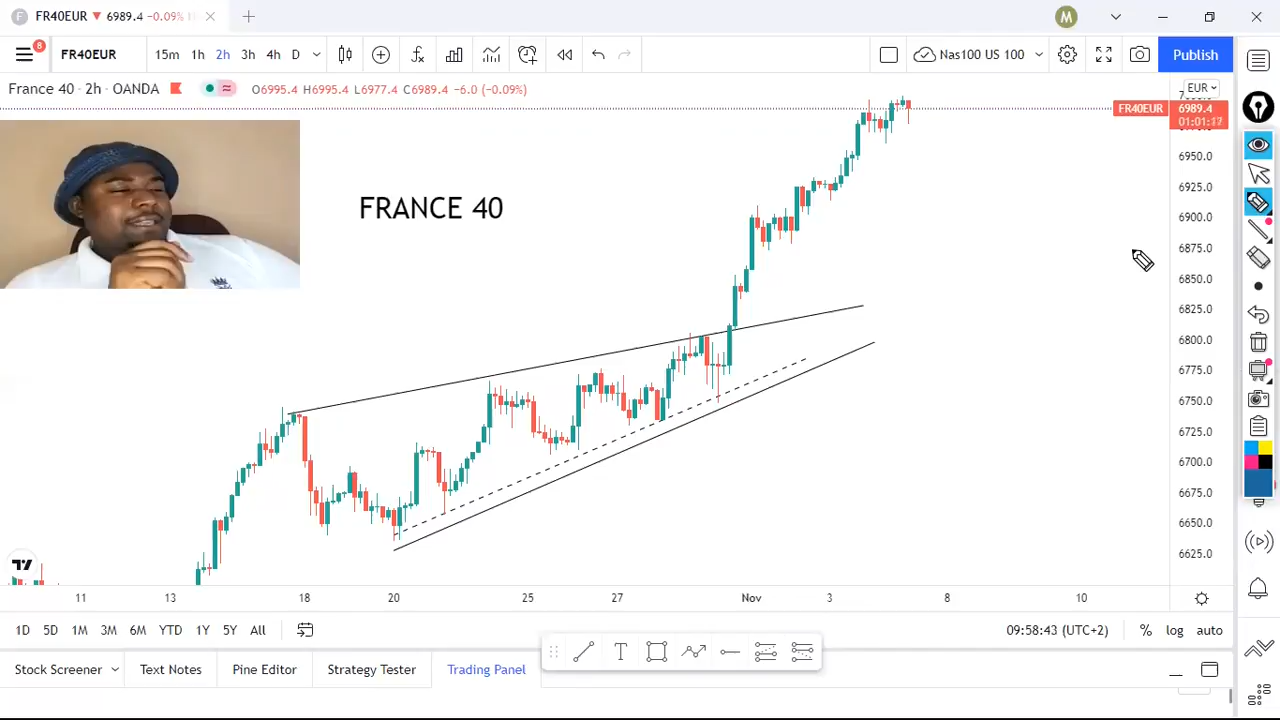 FR40EUR 6989.4 -0.09%
M
8
FR40EUR 15m 1h 2h 3h 4h D
Nas100 US 100
Publish
France 40 · 2h · OANDA
O6995.4 H6995.4 L6977.4 C6989.4 -6.0 (-0.09%)
EUR
FR40EUR 6989.4
01:01:17
FRANCE 40
6950.0
6925.0
6900.0
6875.0
6850.0
6825.0
6800.0
6775.0
6750.0
6725.0
6700.0
6675.0
6650.0
6625.0
11 13 18 20 25 27 Nov 3 8 10
1D 5D 1M 3M 6M YTD 1Y 5Y All
09:58:43 (UTC+2) % log auto
Stock Screener Text Notes Pine Editor Strategy Tester Trading Panel